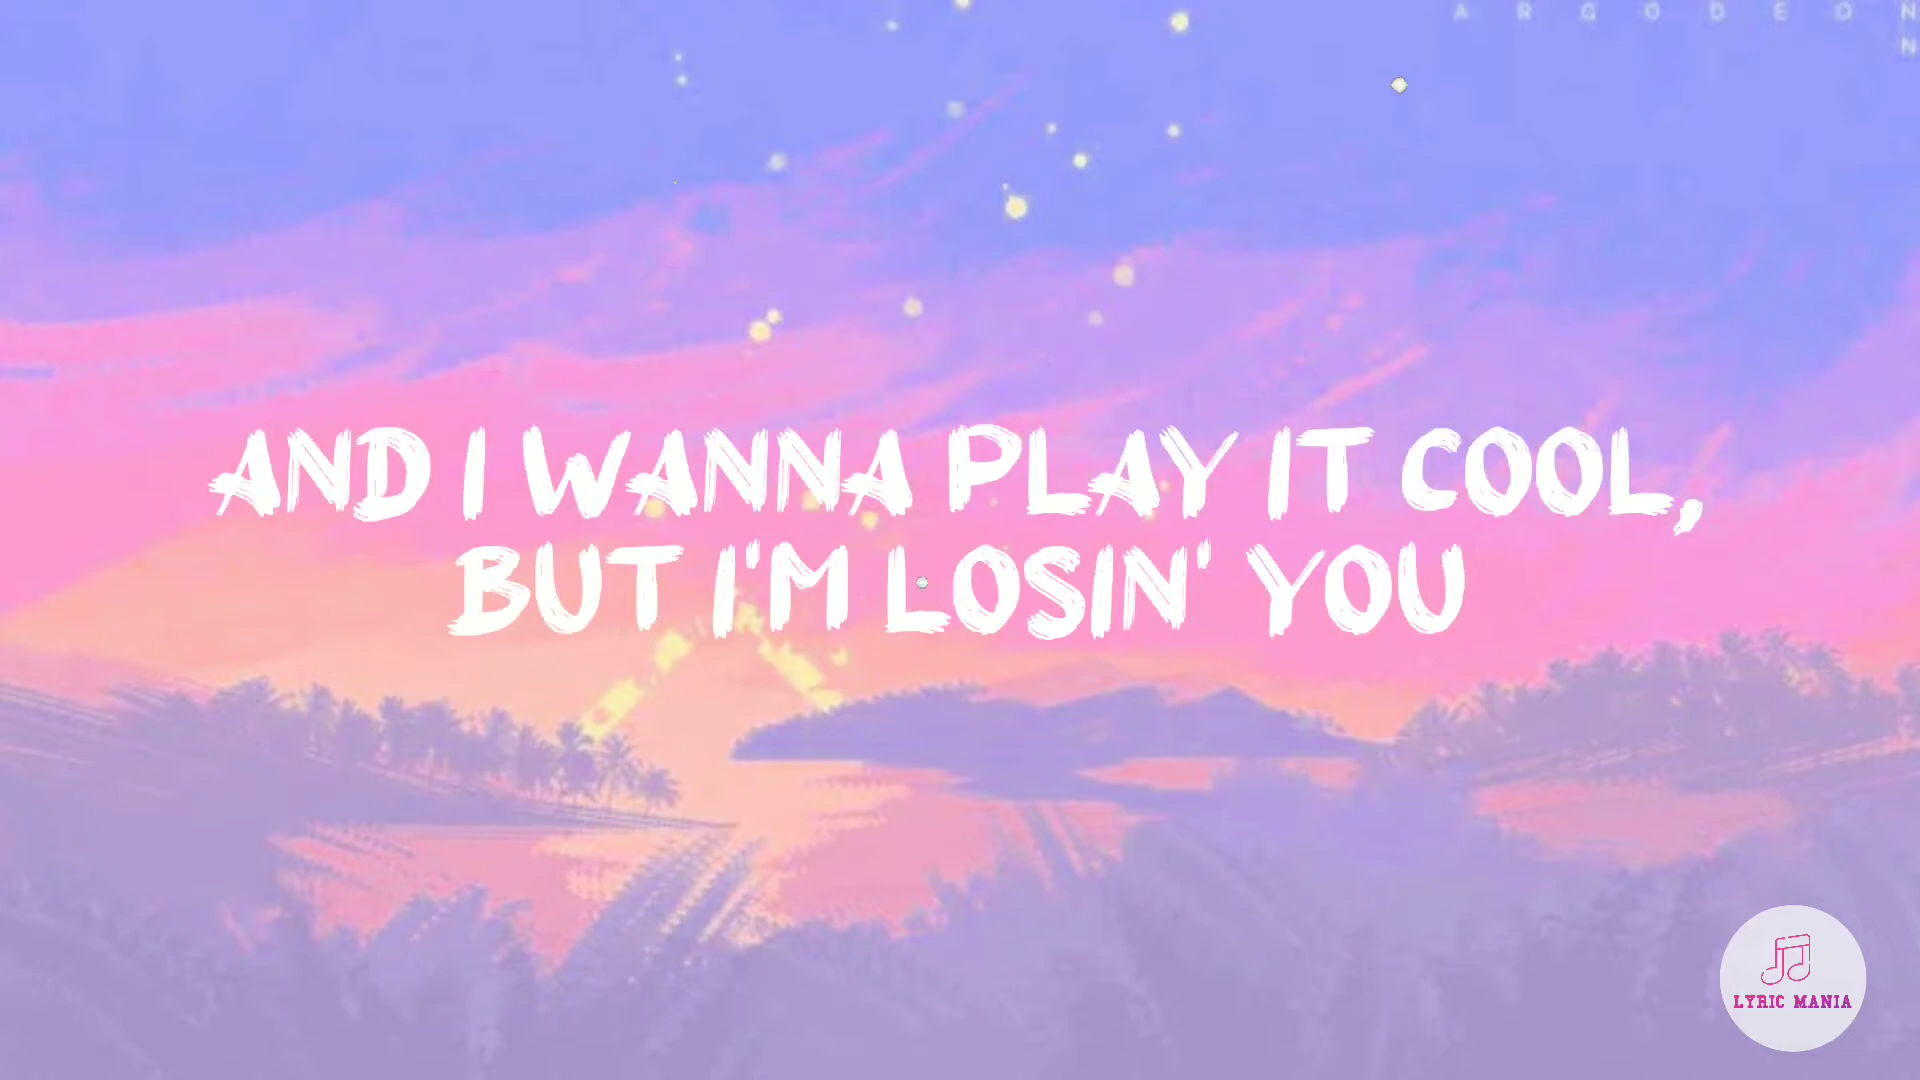 A R G O D E O N
N
AND I WANNA PLAY IT COOL,
BUT I'M LOSIN' YOU
LYRIC MANIA